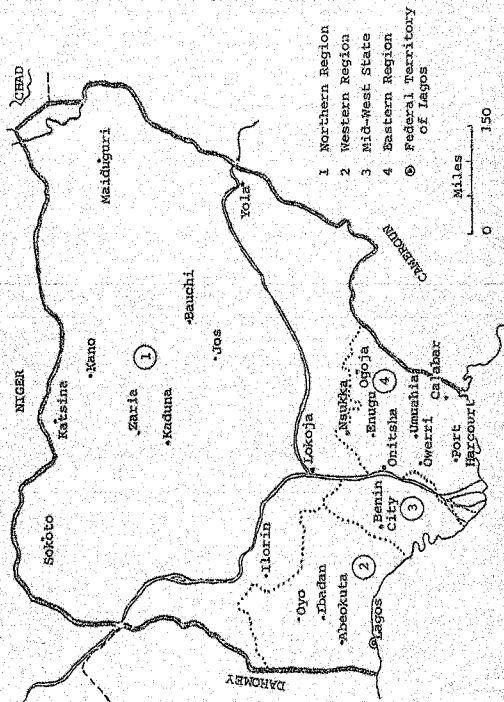 CHAD
NIGER
Sokoto
Katsina
Kano
Maiduguri
Zaria
Kaduna
1
Bauchi
Jos
Yola
Ilorin
Lokoja
Oyo
Ibadan
Abeokuta
2
Lagos
Benin
City
3
Nsukka
Ogoja
Enugu
4
Onitsha
Umuahia
Owerri
Calabar
Port
Harcourt
DAHOMEY
CAMEROUN
1 Northern Region
2 Western Region
3 Mid-West State
4 Eastern Region
Federal Territory
of Lagos
Miles
0 150